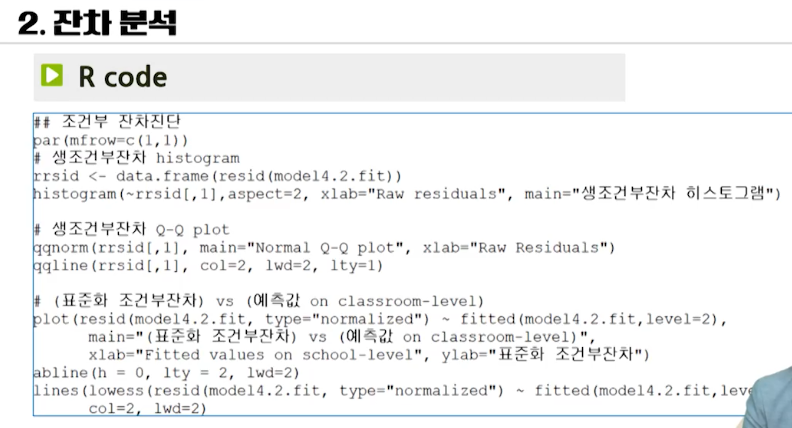 2. 잔차 분석
R code
## 조건부 잔차진단
par(mfrow=c(1,1))
# 생조건부잔차 histogram
rrsid <- data.frame(resid(model4.2.fit))
histogram(~rrsid[,1],aspect=2, xlab="Raw residuals", main="생조건부잔차 히스토그램")
# 생조건부잔차 Q-Q plot
qqnorm(rrsid[,1], main="Normal Q-Q plot", xlab="Raw Residuals")
qqline(rrsid[,1], col=2, lwd=2, lty=1)
# (표준화 조건부잔차) vs (예측값 on classroom-level)
plot(resid(model4.2.fit, type="normalized") ~ fitted(model4.2.fit,level=2),
main="(표준화 조건부잔차) vs (예측값 on classroom-level)",
xlab="Fitted values on school-level", ylab="표준화 조건부잔차")
abline(h = 0, lty = 2, lwd=2)
lines(lowess(resid(model4.2.fit, type="normalized") ~ fitted(model4.2.fit,
col=2, lwd=2)